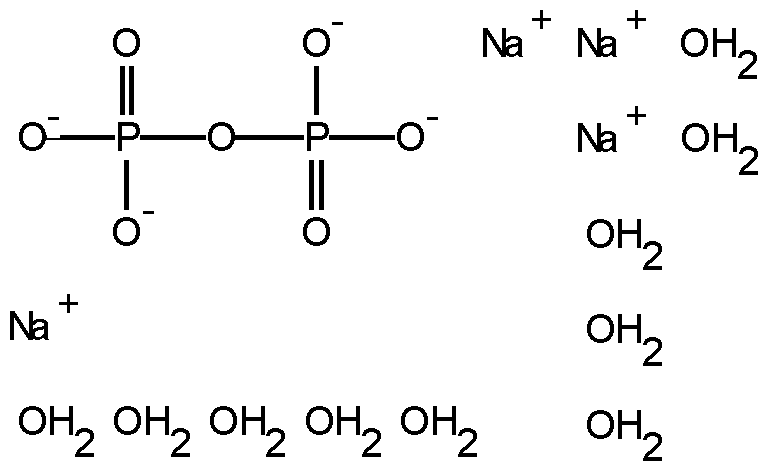 O O⁻ Na⁺ Na⁺ OH₂
O⁻ P O P O⁻ Na⁺ OH₂
O⁻ O OH₂
Na⁺ OH₂
OH₂ OH₂ OH₂ OH₂ OH₂ OH₂